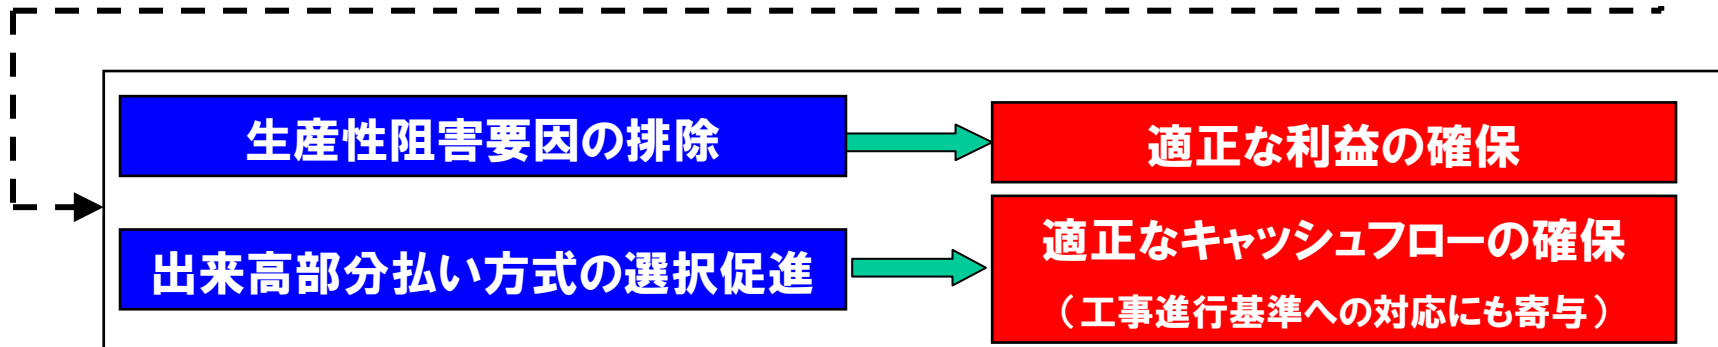 生産性阻害要因の排除
適正な利益の確保
出来高部分払い方式の選択促進
適正なキャッシュフローの確保
（工事進行基準への対応にも寄与）